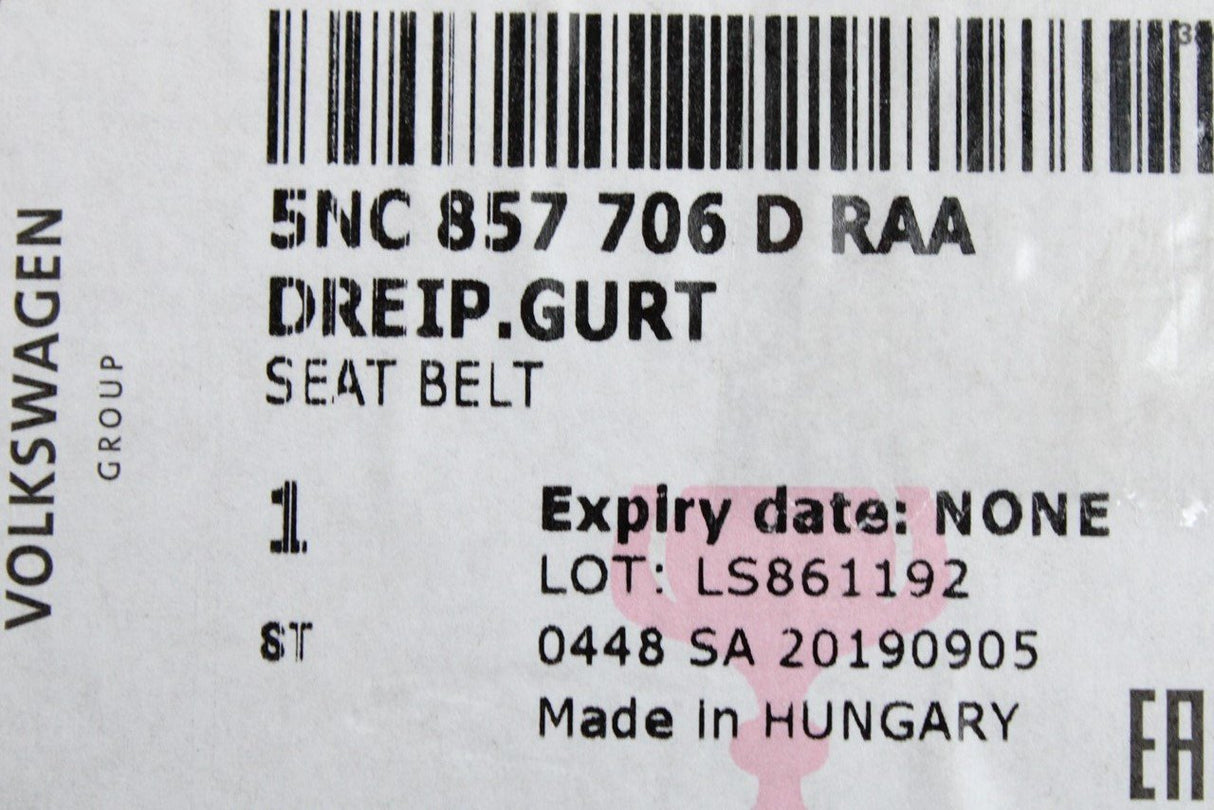 5NC 857 706 D RAA
DREIP.GURT
SEAT BELT
VOLKSWAGEN
GROUP
1
Expiry date: NONE
LOT: LS861192
ST
0448 SA 20190905
Made in HUNGARY
EA